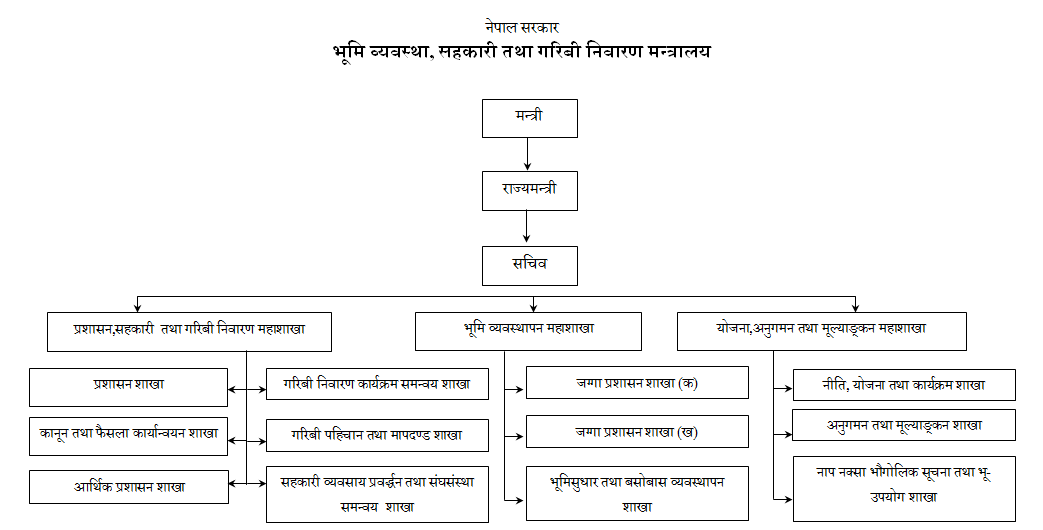 नेपाल सरकार
भूमि व्यवस्था, सहकारी तथा गरिबी निवारण मन्त्रालय
मन्त्री
राज्यमन्त्री
सचिव
प्रशासन,सहकारी तथा गरिबी निवारण महाशाखा
भूमि व्यवस्थापन महाशाखा
योजना,अनुगमन तथा मूल्याङ्कन महाशाखा
प्रशासन शाखा
कानून तथा फैसला कार्यान्वयन शाखा
आर्थिक प्रशासन शाखा
गरिबी निवारण कार्यक्रम समन्वय शाखा
गरिबी पहिचान तथा मापदण्ड शाखा
सहकारी व्यवसाय प्रवर्द्धन तथा संघसंस्था
समन्वय शाखा
जग्गा प्रशासन शाखा (क)
जग्गा प्रशासन शाखा (ख)
भूमिसुधार तथा बसोबास व्यवस्थापन
शाखा
नीति, योजना तथा कार्यक्रम शाखा
अनुगमन तथा मूल्याङ्कन शाखा
नाप नक्सा भौगोलिक सूचना तथा भू-
उपयोग शाखा